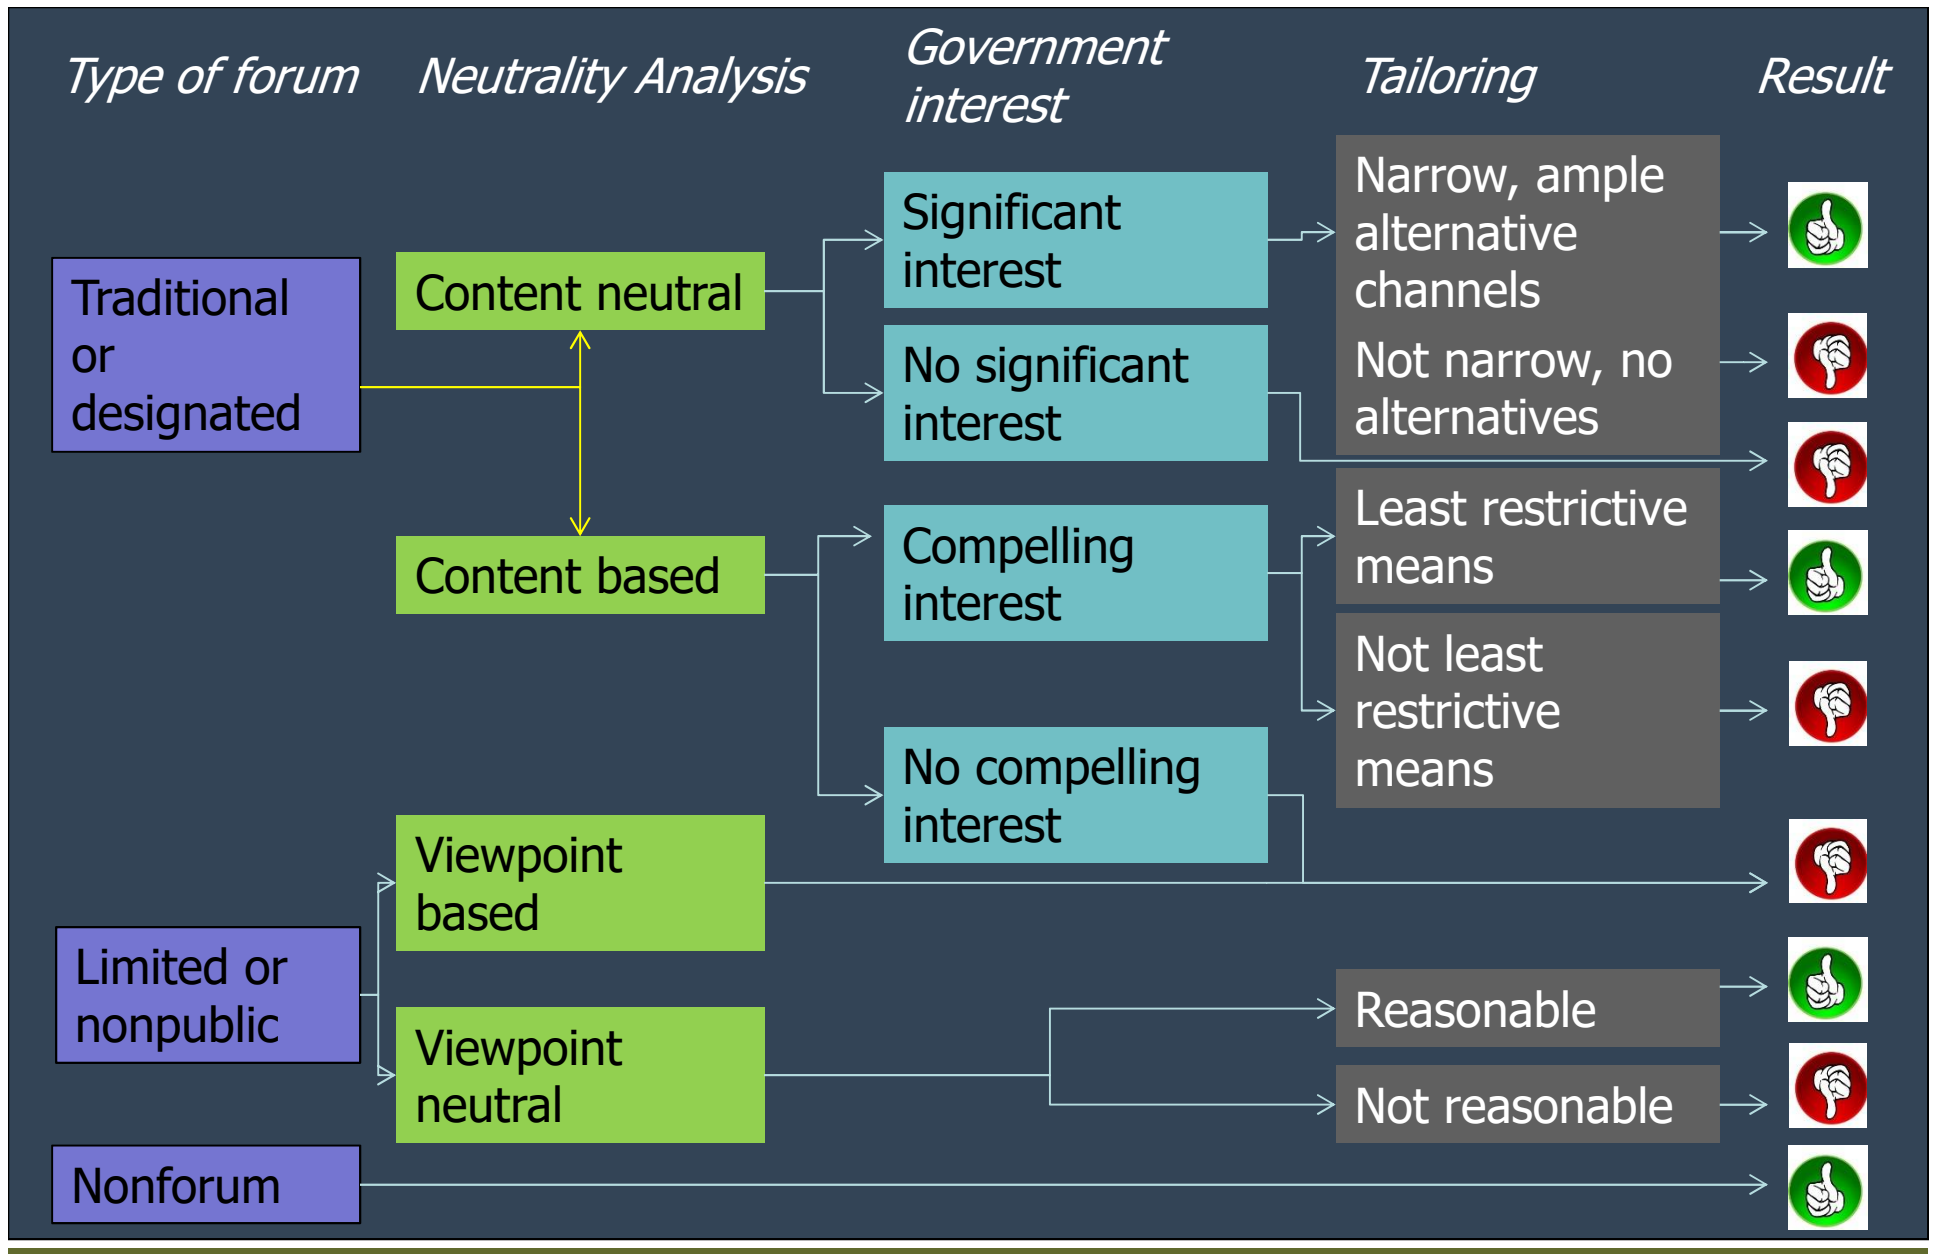 Type of forum
Neutrality Analysis
Government
interest
Tailoring
Result
Traditional
or
designated
Content neutral
Significant
interest
Narrow, ample
alternative
channels
No significant
interest
Not narrow, no
alternatives
Content based
Compelling
interest
Least restrictive
means
Not least
restrictive
means
No compelling
interest
Limited or
nonpublic
Viewpoint
based
Viewpoint
neutral
Reasonable
Not reasonable
Nonforum